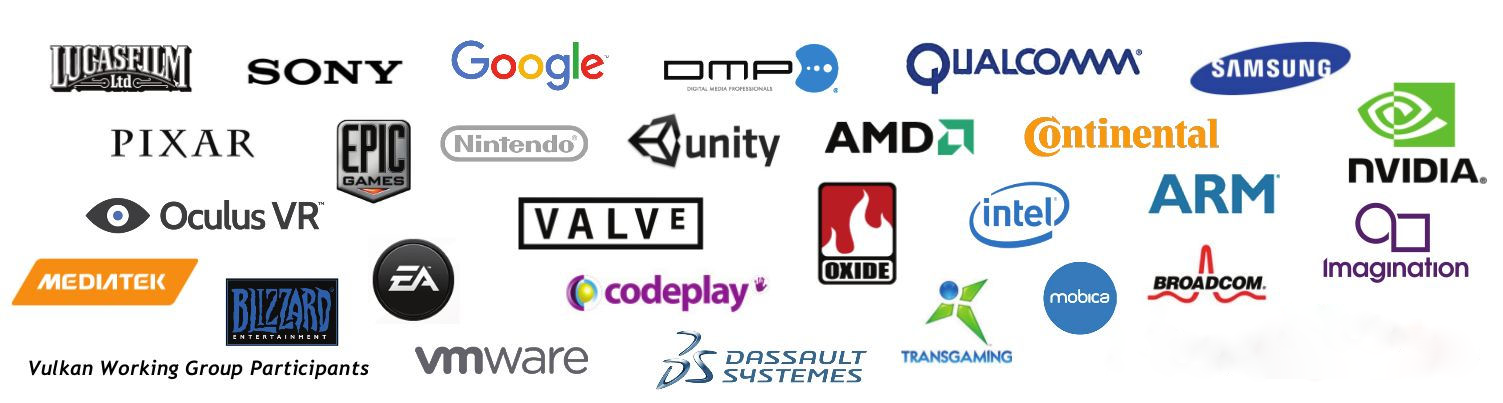 LUCASFILM
Ltd
SONY
Google™
DMP
DIGITAL MEDIA PROFESSIONALS
QUALCOMM®
SAMSUNG
PIXAR
EPIC
GAMES
Nintendo®
unity
AMD
Continental
NVIDIA®
Oculus VR™
VALVE
OXIDE
intel
ARM®
imagination
MEDIATEK
BLIZZARD
ENTERTAINMENT
EA
codeplay
TRANSGAMING
mobica
BROADCOM.
Vulkan Working Group Participants
vmware
DASSAULT
SYSTEMES